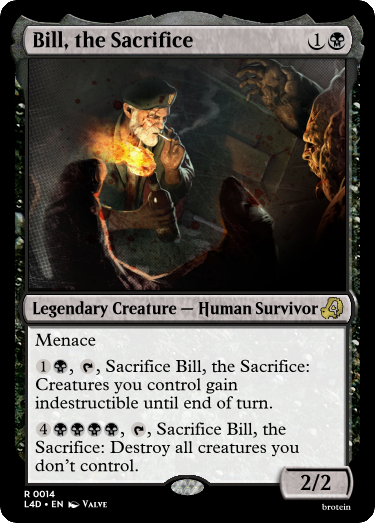 Bill, the Sacrifice 1
Legendary Creature — Human Survivor
Menace
1, , Sacrifice Bill, the Sacrifice:
Creatures you control gain
indestructible until end of turn.
4, , Sacrifice Bill, the
Sacrifice: Destroy all creatures you
don't control.
2/2
R 0014
L4D • EN Valve
brotein